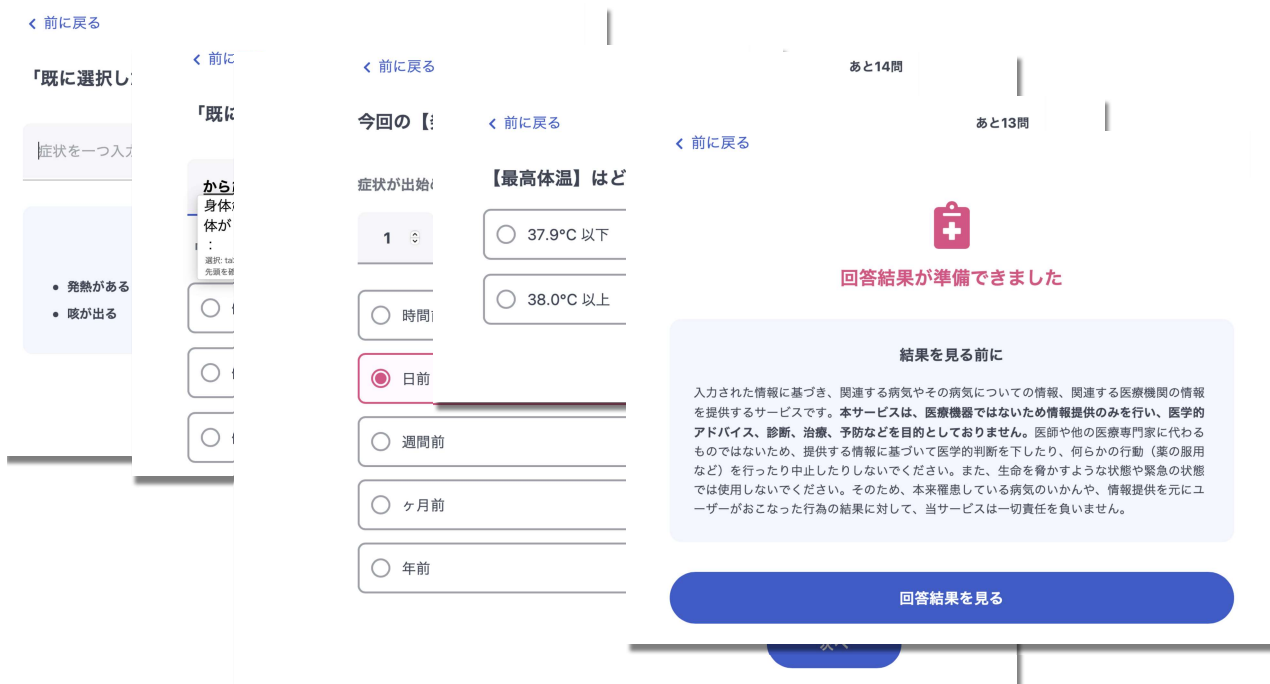 前に戻る
「既に選択し
症状を一つ入力
発熱がある
咳が出る
前に
「既に
から
身体
体が
：
選択: ta
先頭を確
前に戻る
あと14問
今回の【
症状が出始め
1
時間前
日前
週間前
ヶ月前
年前
前に戻る
あと13問
【最高体温】はど
37.9°C 以下
38.0°C 以上
前に戻る
回答結果が準備できました
結果を見る前に
入力された情報に基づき、関連する病気やその病気についての情報、関連する医療機関の情報
を提供するサービスです。本サービスは、医療機器ではないため情報提供のみを行い、医学的
アドバイス、診断、治療、予防などを目的としておりません。医師や他の医療専門家に代わる
ものではないため、提供する情報に基づいて医学的判断を下したり、何らかの行動（薬の服用
など）を行ったり中止したりしないでください。また、生命を脅かすような状態や緊急の状態
では使用しないでください。そのため、本来罹患している病気のいかんや、情報提供を元にユ
ーザーがおこなった行為の結果に対して、当サービスは一切責任を負いません。
回答結果を見る